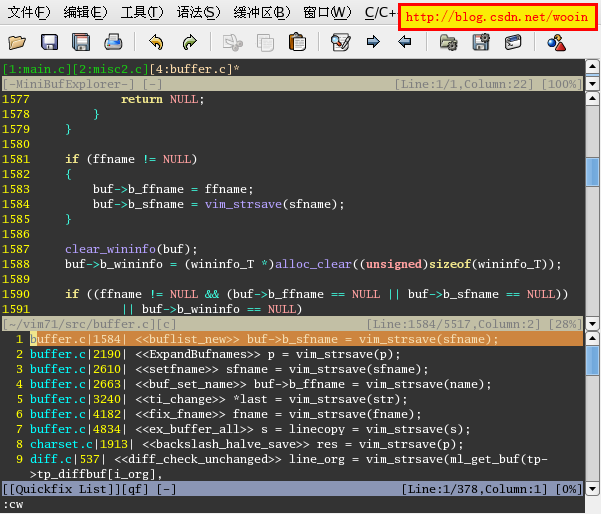 文件(F) 编辑(E) 工具(T) 语法(S) 缓冲区(B) 窗口(W) C/C+
http://blog.csdn.net/wooin
[1:main.c][2:misc2.c][4:buffer.c]*
[-MiniBufExplorer-] [-] [Line:1/1,Column:22] [100%]
1577 return NULL;
1578 }
1579 }
1580
1581 if (ffname != NULL)
1582 {
1583 buf->b_ffname = ffname;
1584 buf->b_sfname = vim_strsave(sfname);
1585 }
1586
1587 clear_wininfo(buf);
1588 buf->b_wininfo = (wininfo_T *)alloc_clear((unsigned)sizeof(wininfo_T));
1589
1590 if ((ffname != NULL && (buf->b_ffname == NULL || buf->b_sfname == NULL))
1591 || buf->b_wininfo == NULL)
[~/vim71/src/buffer.c][c] [Line:1584/5517,Column:2] [28%]
1 buffer.c|1584| <<buflist_new>> buf->b_sfname = vim_strsave(sfname);
2 buffer.c|2190| <<ExpandBufnames>> p = vim_strsave(p);
3 buffer.c|2610| <<setfname>> sfname = vim_strsave(sfname);
4 buffer.c|2663| <<buf_set_name>> buf->b_ffname = vim_strsave(name);
5 buffer.c|3240| <<ti_change>> *last = vim_strsave(str);
6 buffer.c|4182| <<fix_fname>> fname = vim_strsave(fname);
7 buffer.c|4834| <<ex_buffer_all>> s = linecopy = vim_strsave(s);
8 charset.c|1913| <<backslash_halve_save>> res = vim_strsave(p);
9 diff.c|537| <<diff_check_unchanged>> line_org = vim_strsave(ml_get_buf(tp-
>tp_diffbuf[i_org],
[[Quickfix List]][qf] [-] [Line:1/378,Column:1] [0%]
:cw